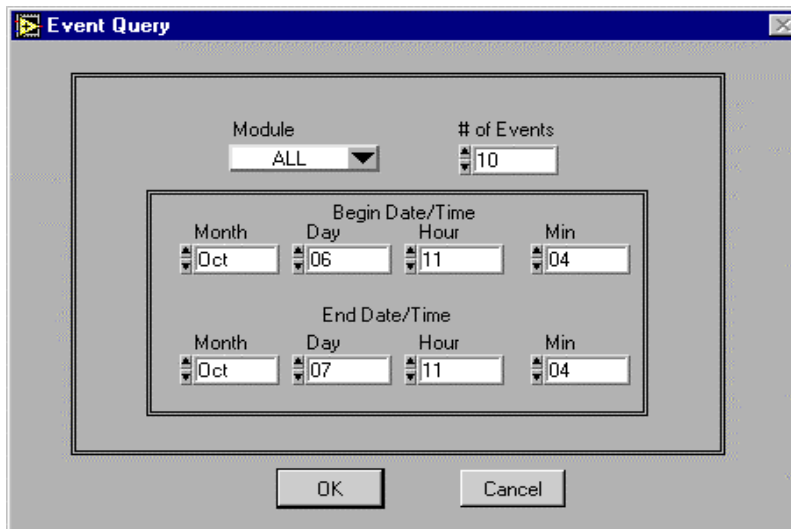 Event Query
Module # of Events
ALL 10
Begin Date/Time
Month Day Hour Min
Oct 06 11 04
End Date/Time
Month Day Hour Min
Oct 07 11 04
OK Cancel